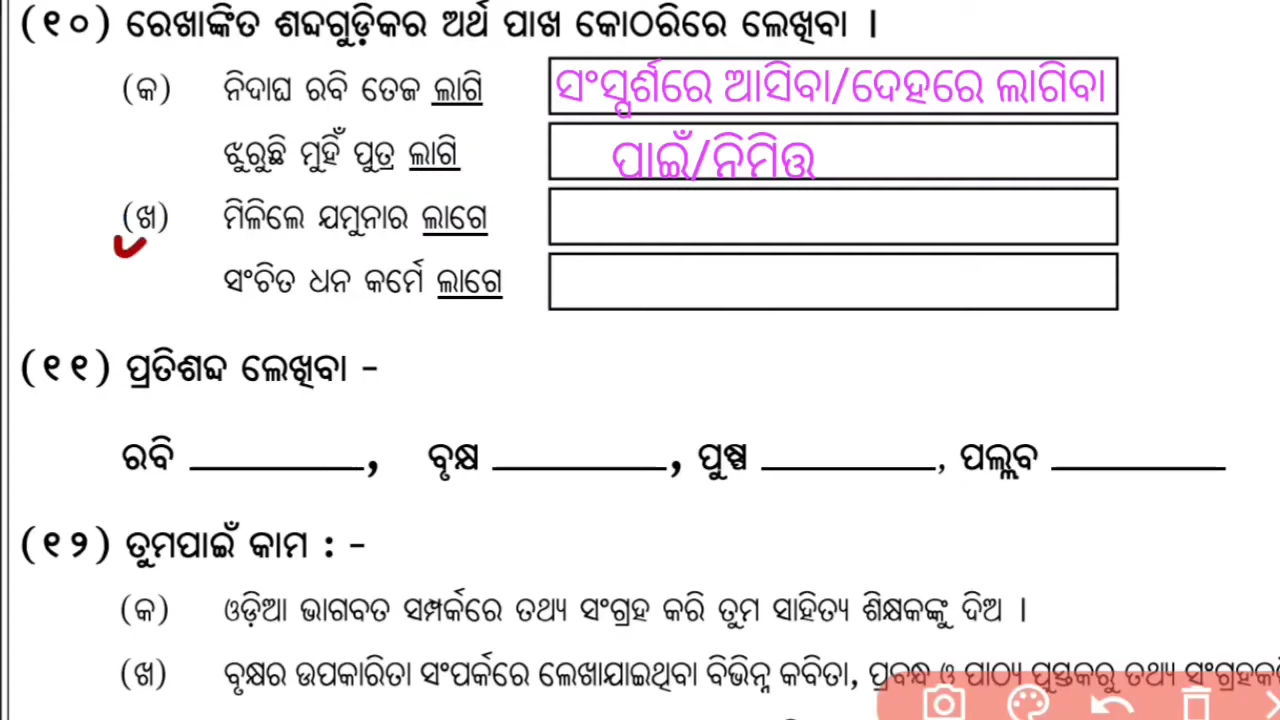 (୧୦) ରେଖାଙ୍କିତ ଶବ୍ଦଗୁଡ଼ିକର ଅର୍ଥ ପାଖ କୋଠରିରେ ଲେଖିବା ।
(କ) ନିଦାଘ ରବି ତେଜ ଲାଗି ସଂସ୍ପର୍ଶରେ ଆସିବା/ଦେହରେ ଲାଗିବା
ଝୁରୁଛି ମୁହିଁ ପୁତ୍ର ଲାଗି ପାଇଁ/ନିମିତ୍ତ
(ଖ) ମିଳିଲେ ଯମୁନାର ଲାଗେ
ସଂଚିତ ଧନ କର୍ମେ ଲାଗେ
(୧୧) ପ୍ରତିଶବ୍ଦ ଲେଖିବା -
ରବି ________, ବୃକ୍ଷ ________, ପୁଷ୍ପ ________, ପଲ୍ଲବ ________
(୧୨) ତୁମପାଇଁ କାମ : -
(କ) ଓଡ଼ିଆ ଭାଗବତ ସମ୍ପର୍କରେ ତଥ୍ୟ ସଂଗ୍ରହ କରି ତୁମ ସାହିତ୍ୟ ଶିକ୍ଷକଙ୍କୁ ଦିଅ ।
(ଖ) ବୃକ୍ଷର ଉପକାରିତା ସଂପର୍କରେ ଲେଖାଯାଇଥିବା ବିଭିନ୍ନ କବିତା, ପ୍ରବନ୍ଧ ଓ ପାଠ୍ୟ ପୁସ୍ତକରୁ ତଥ୍ୟ